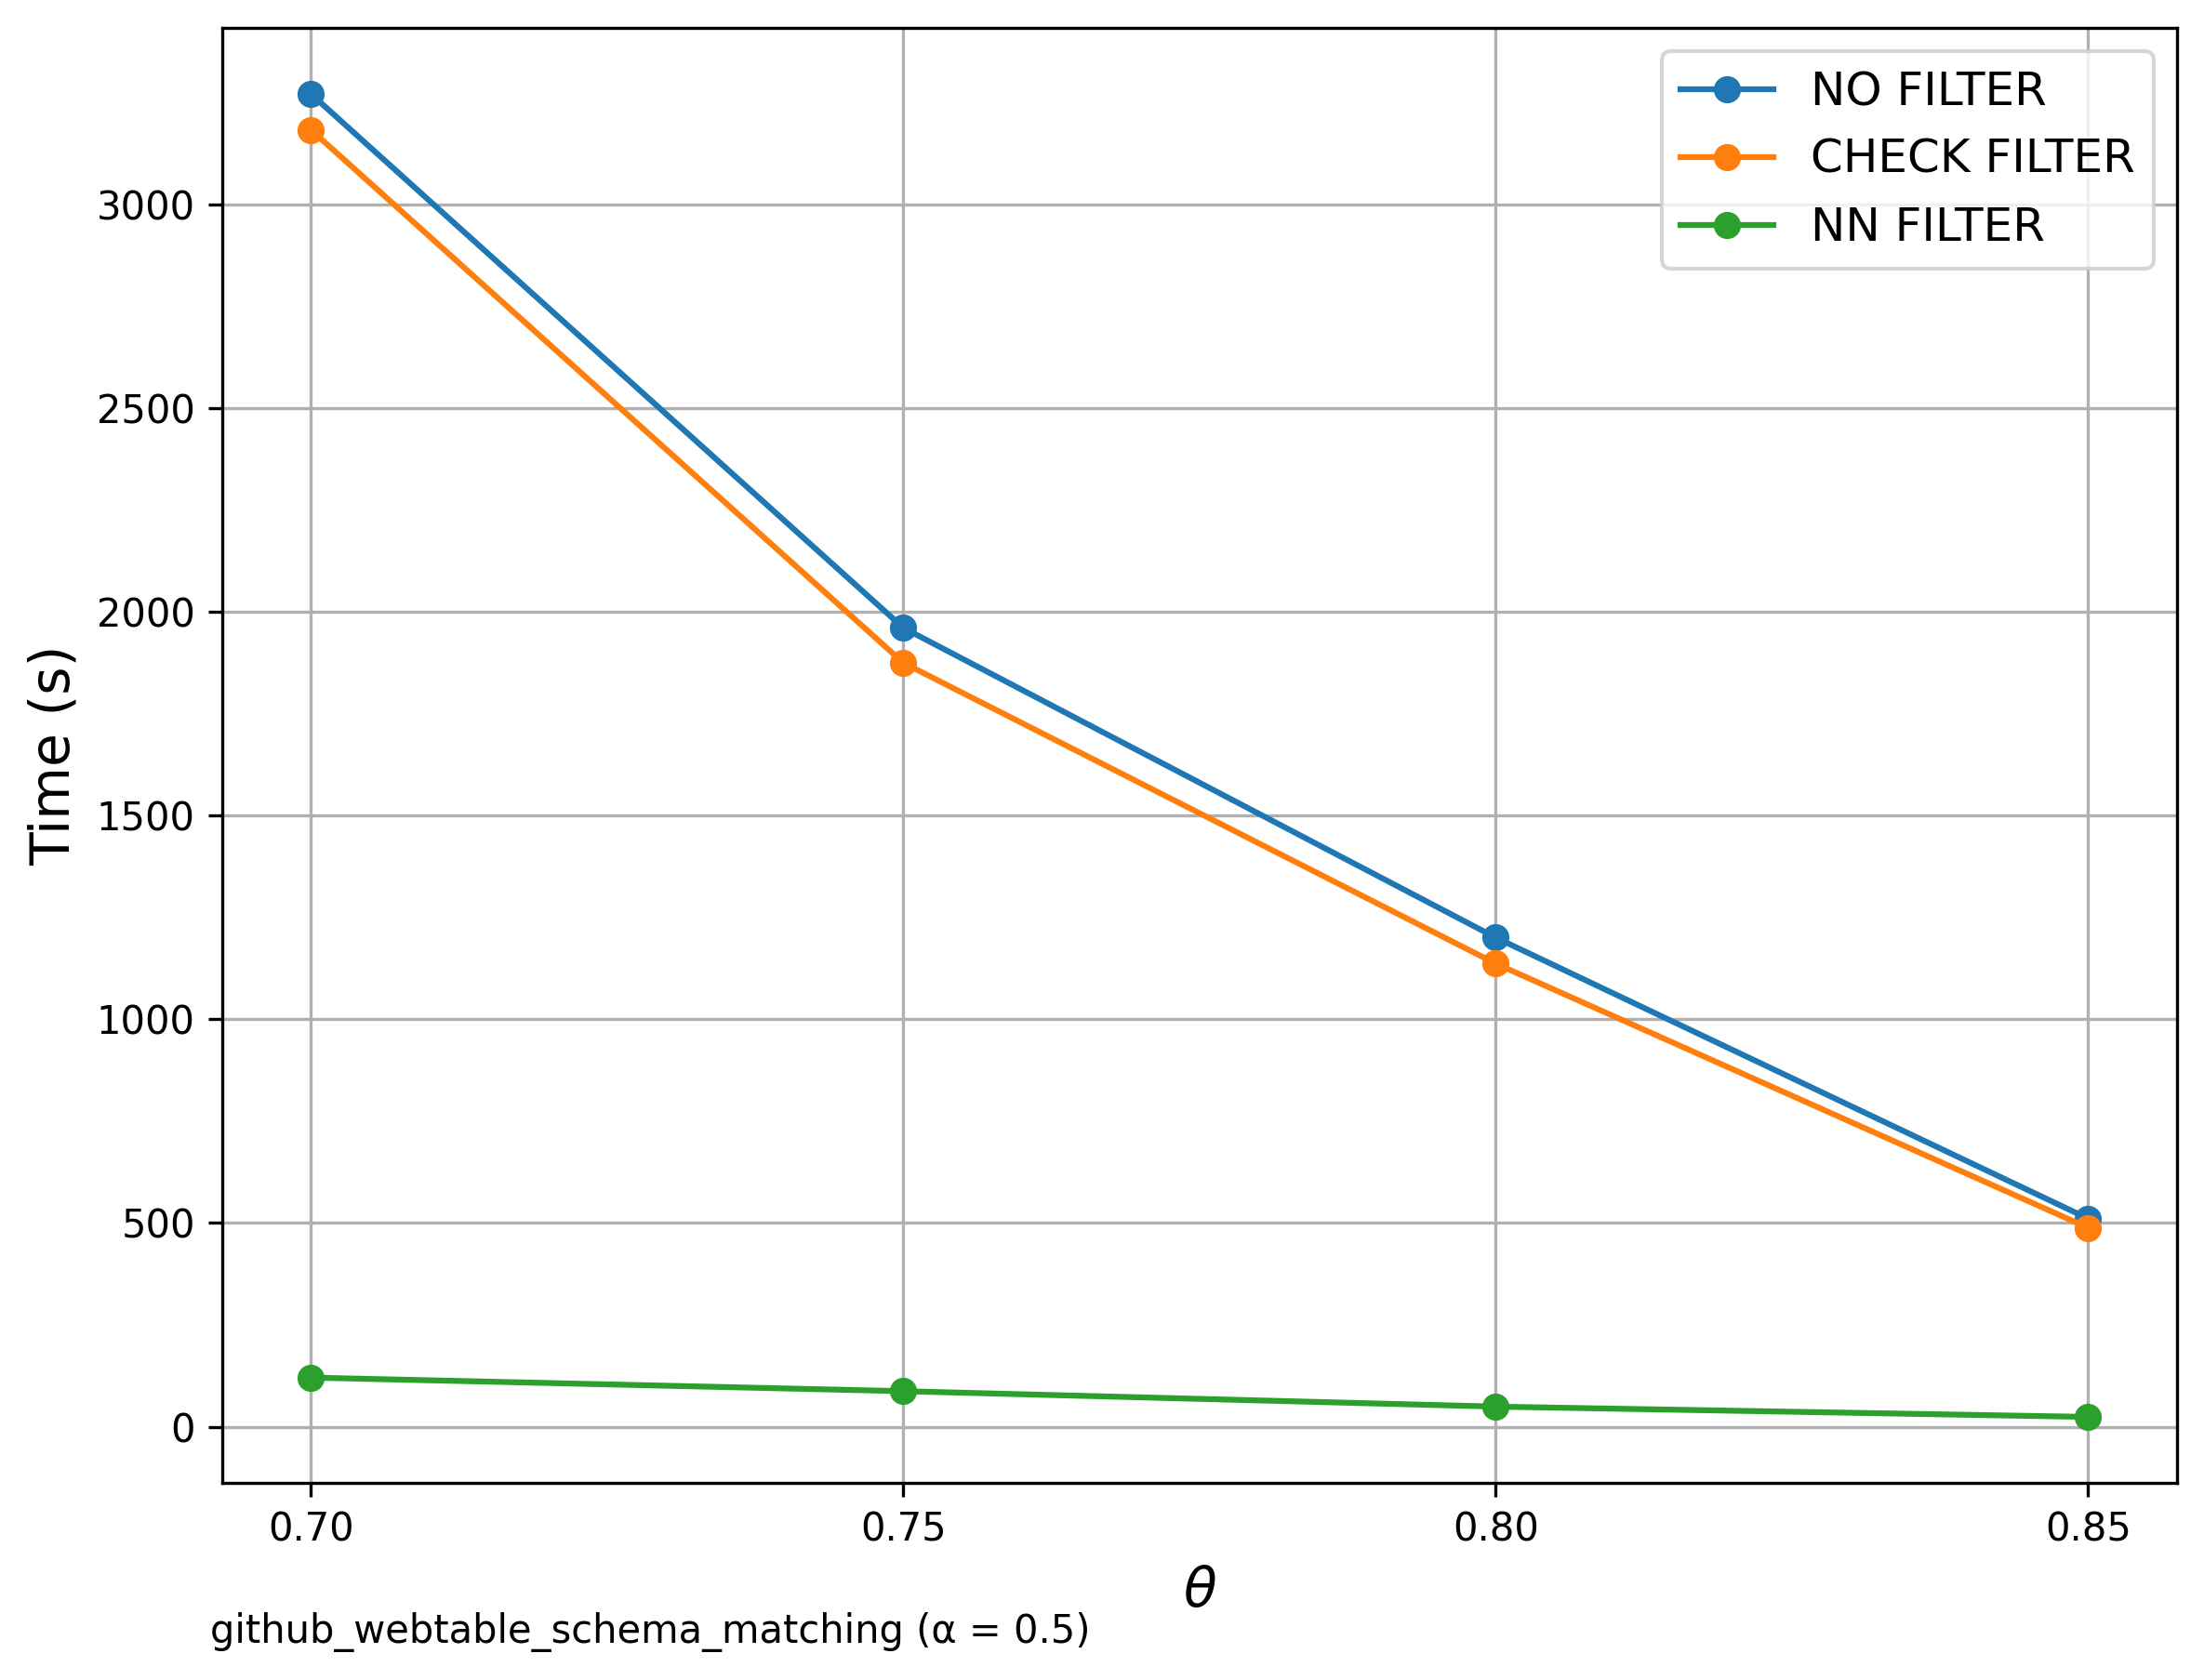 NO FILTER
CHECK FILTER
NN FILTER
Time (s)
3000
2500
2000
1500
1000
500
0
0.70 0.75 0.80 0.85
θ
github_webtable_schema_matching (α = 0.5)